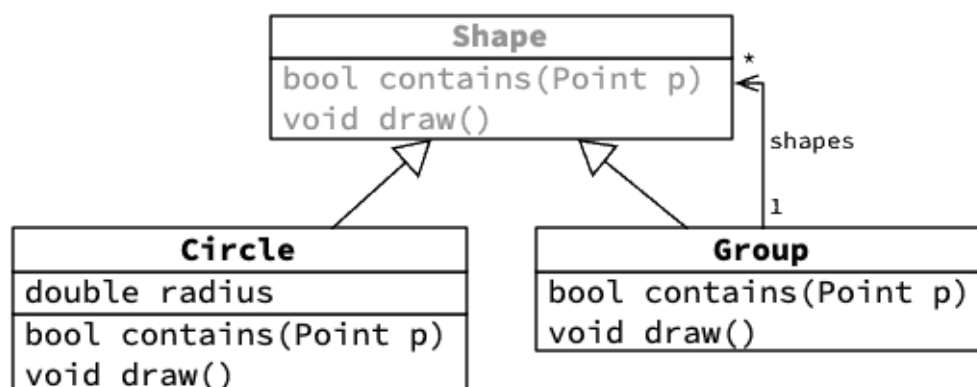 Shape
*
bool contains(Point p)
void draw()
shapes
1
Circle
double radius
bool contains(Point p)
void draw()
Group
bool contains(Point p)
void draw()